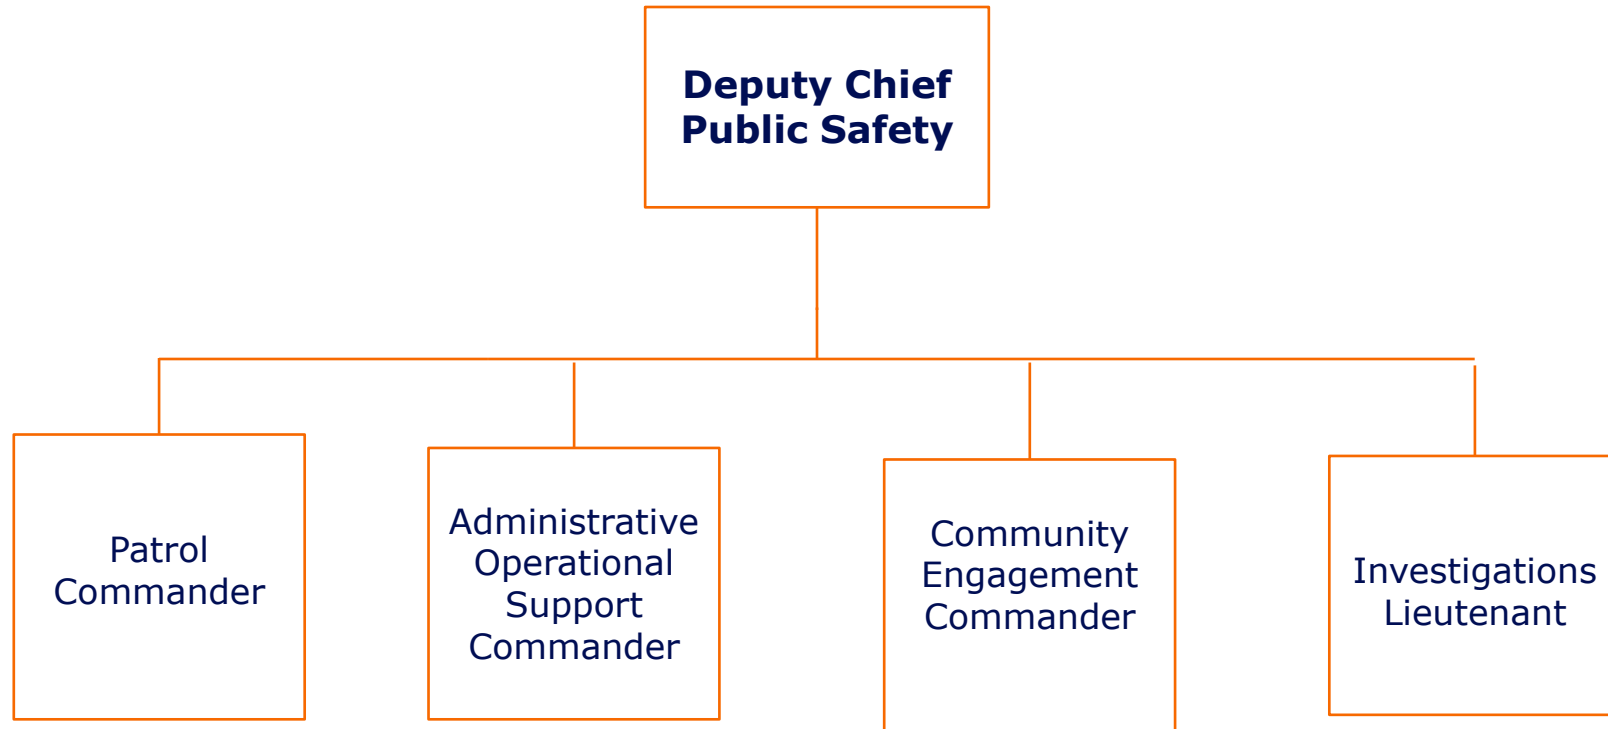 Deputy Chief
Public Safety
Patrol
Commander
Administrative
Operational
Support
Commander
Community
Engagement
Commander
Investigations
Lieutenant